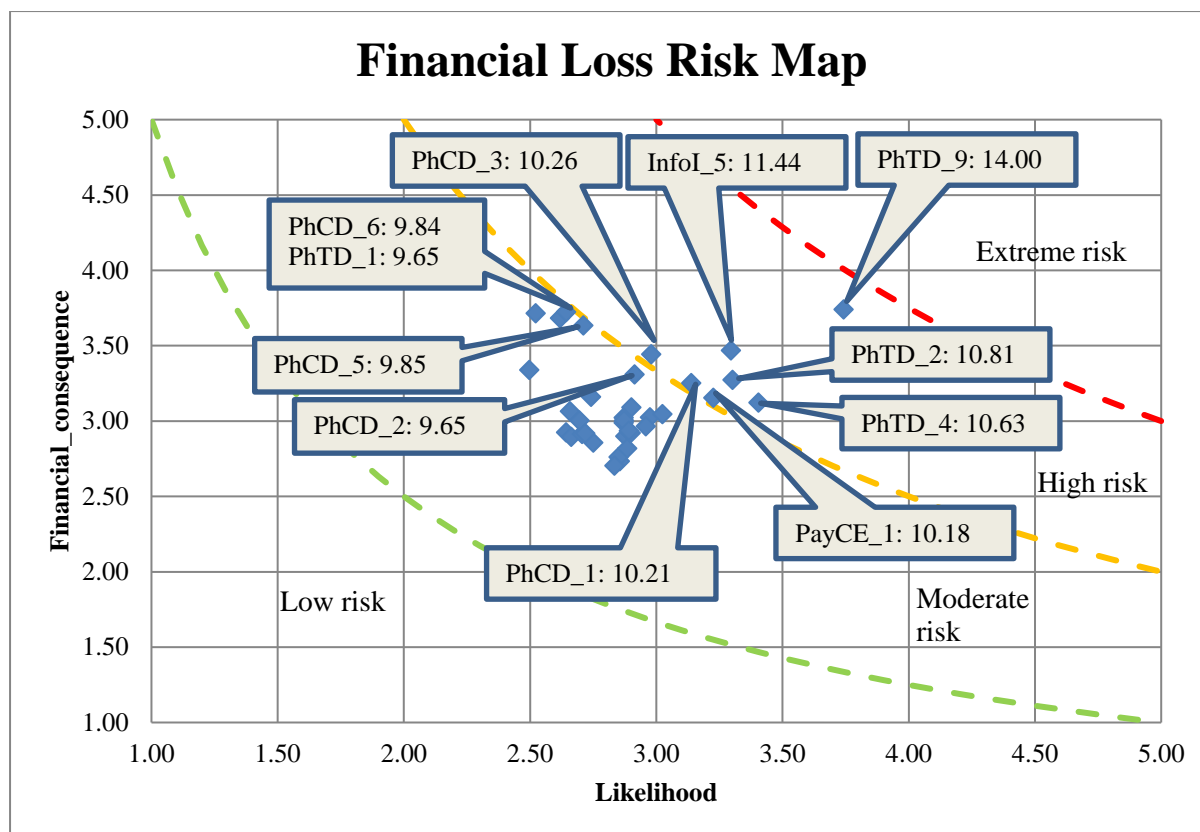 Financial Loss Risk Map
Financial_consequence
5.00
4.50
4.00
3.50
3.00
2.50
2.00
1.50
1.00
PhCD_3: 10.26
InfoI_5: 11.44
PhTD_9: 14.00
PhCD_6: 9.84
PhTD_1: 9.65
Extreme risk
PhCD_5: 9.85
PhTD_2: 10.81
PhCD_2: 9.65
PhTD_4: 10.63
High risk
PayCE_1: 10.18
PhCD_1: 10.21
Low risk
Moderate
risk
1.00 1.50 2.00 2.50 3.00 3.50 4.00 4.50 5.00
Likelihood